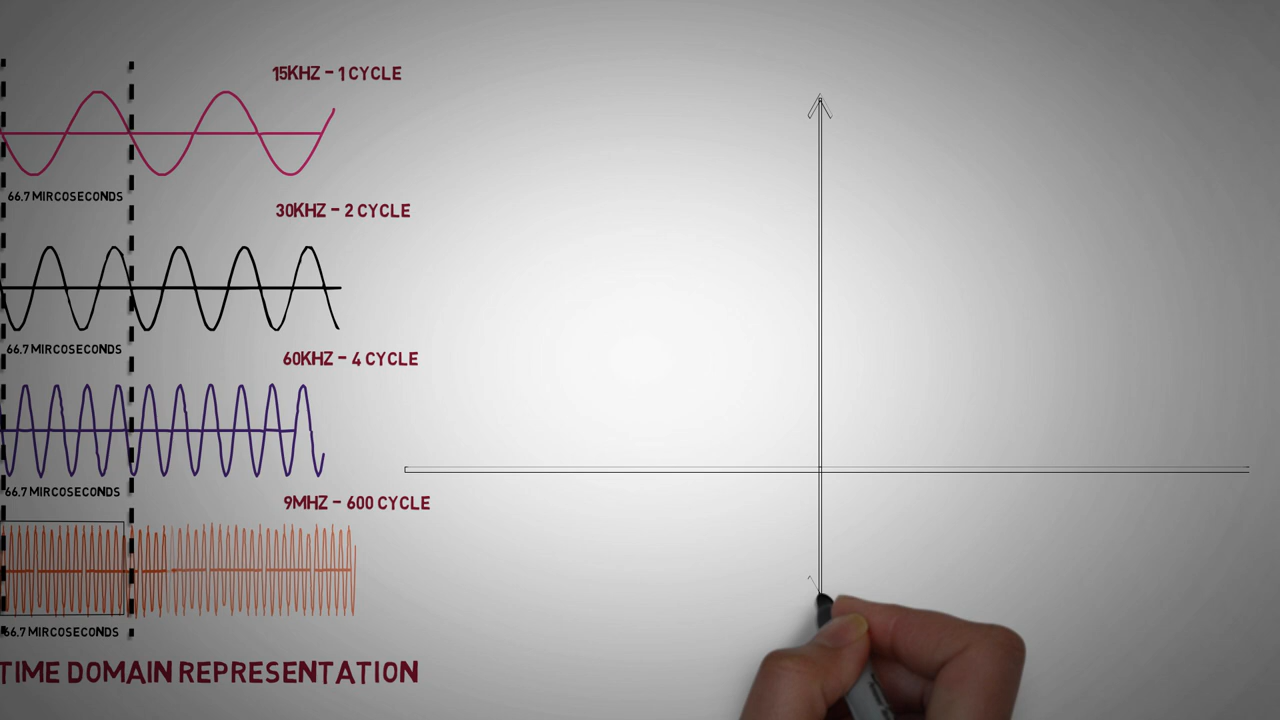 15KHZ - 1 CYCLE
66.7 MIRCOSECONDS
30KHZ - 2 CYCLE
66.7 MIRCOSECONDS
60KHZ - 4 CYCLE
66.7 MIRCOSECONDS
9MHZ - 600 CYCLE
66.7 MIRCOSECONDS
TIME DOMAIN REPRESENTATION